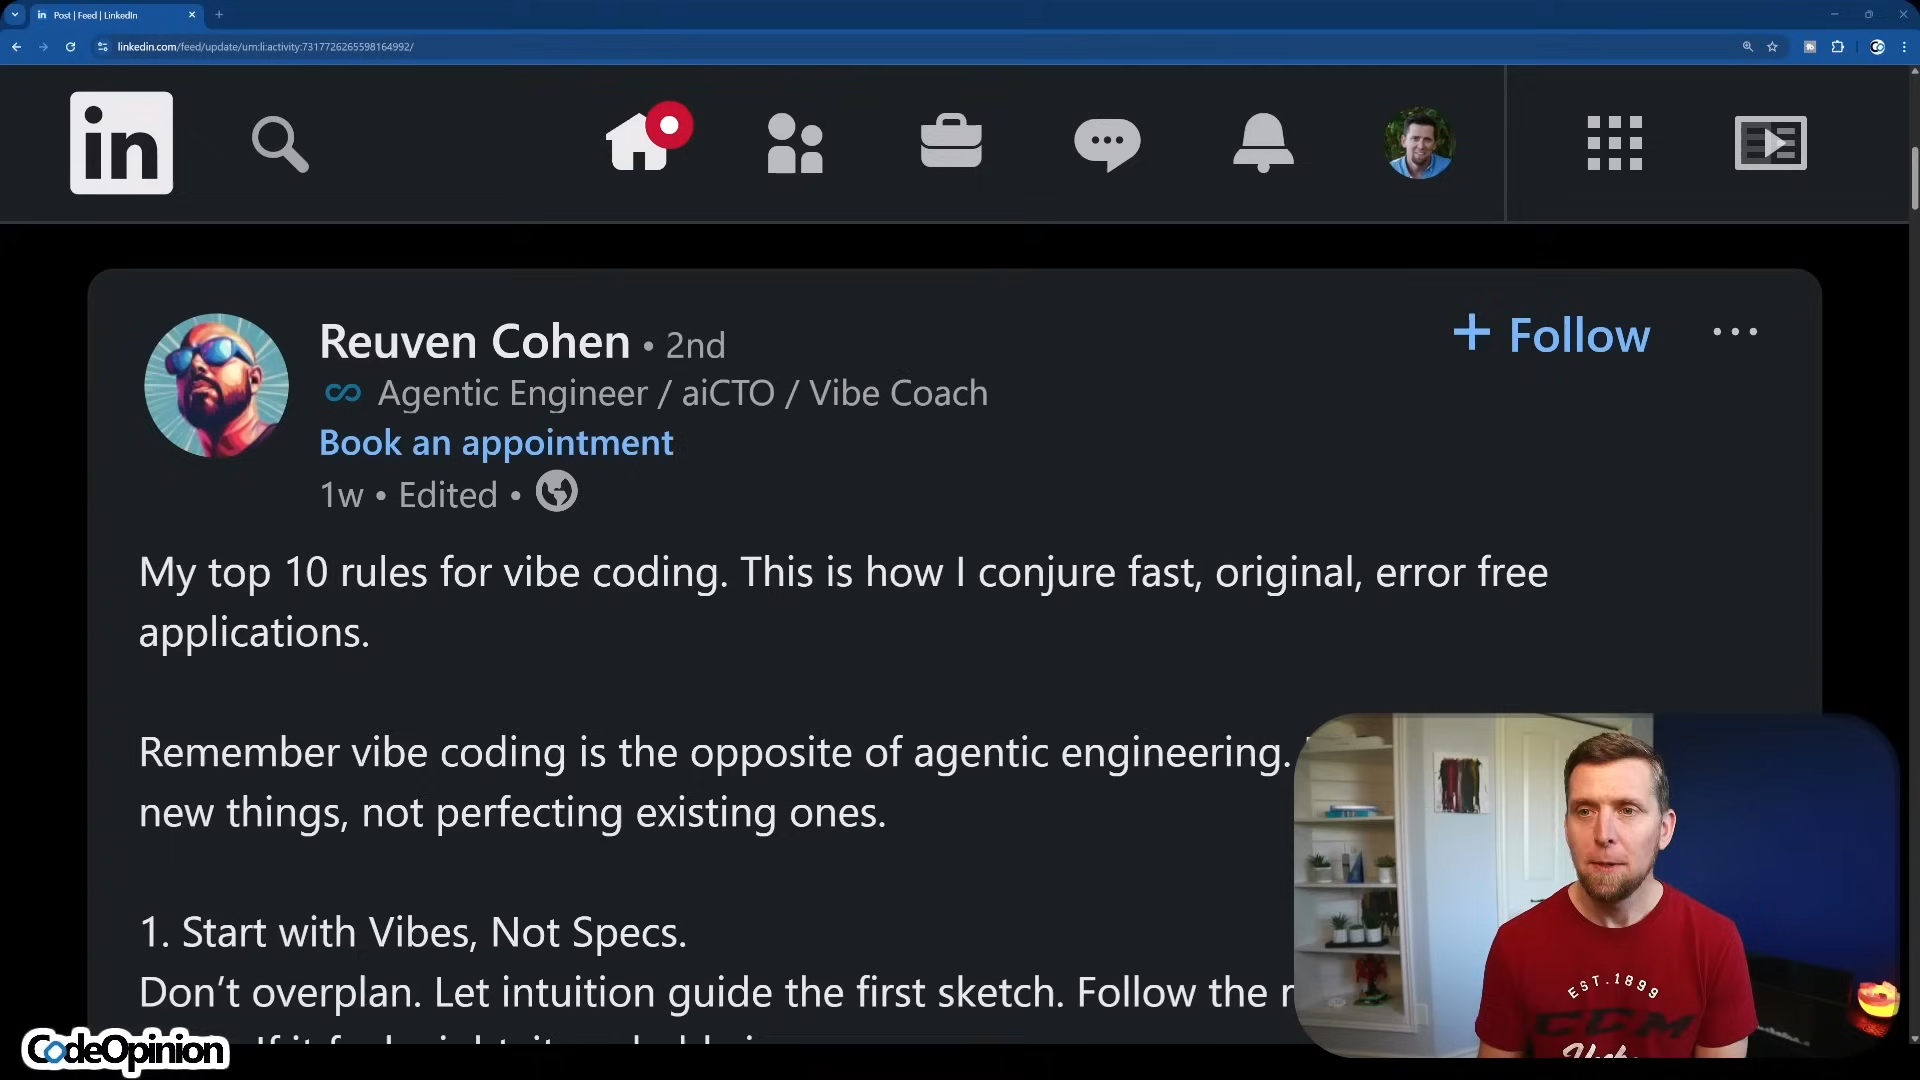 Post | Feed | LinkedIn
linkedin.com/feed/update/urn:li:activity:7317726265598164992/
in
Reuven Cohen • 2nd
+ Follow
Agentic Engineer / aiCTO / Vibe Coach
Book an appointment
1w • Edited •
My top 10 rules for vibe coding. This is how I conjure fast, original, error free
applications.
Remember vibe coding is the opposite of agentic engineering.
new things, not perfecting existing ones.
1. Start with Vibes, Not Specs.
Don’t overplan. Let intuition guide the first sketch. Follow the
EST.1899
CCM
CodeOpinion